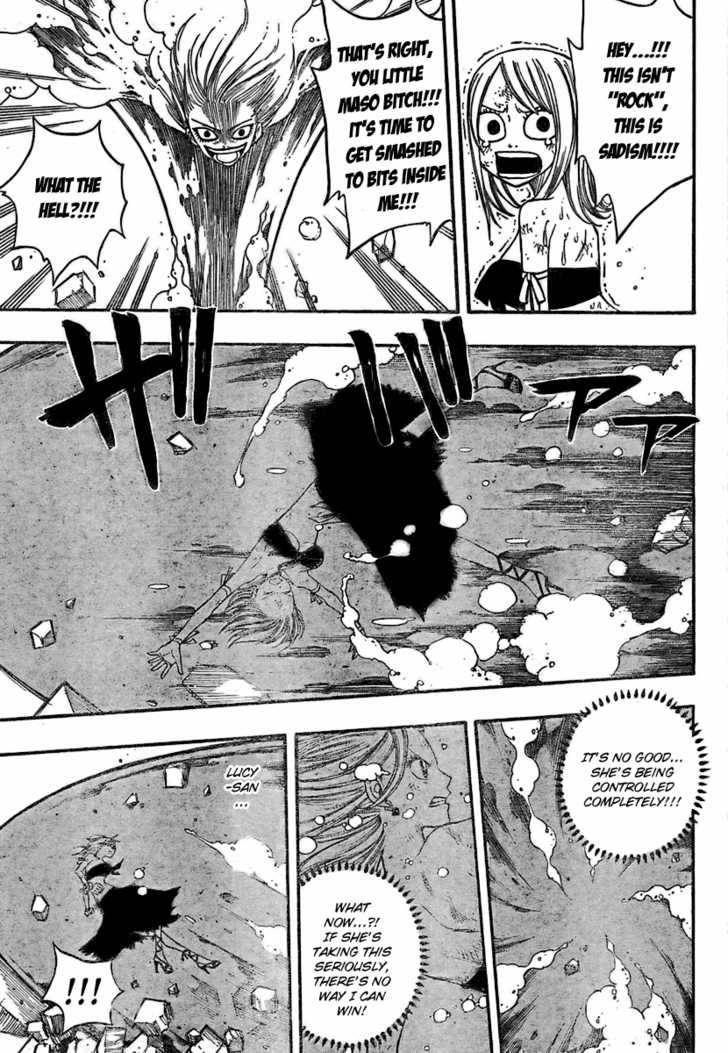 HEY...!!!
THIS ISN'T
"ROCK",
THIS IS
SADISM!!!!
THAT'S RIGHT,
YOU LITTLE
MASO BITCH!!!
IT'S TIME TO
GET SMASHED
TO BITS INSIDE
ME!!!
WHAT THE
HELL?!!!
アア
IT'S NO GOOD...
SHE'S BEING
CONTROLLED
COMPLETELY!!!
WHAT
NOW...?!
IF SHE'S
TAKING THIS
SERIOUSLY,
THERE'S NO
WAY I CAN
WIN!
LUCY
-SAN
...
!!!